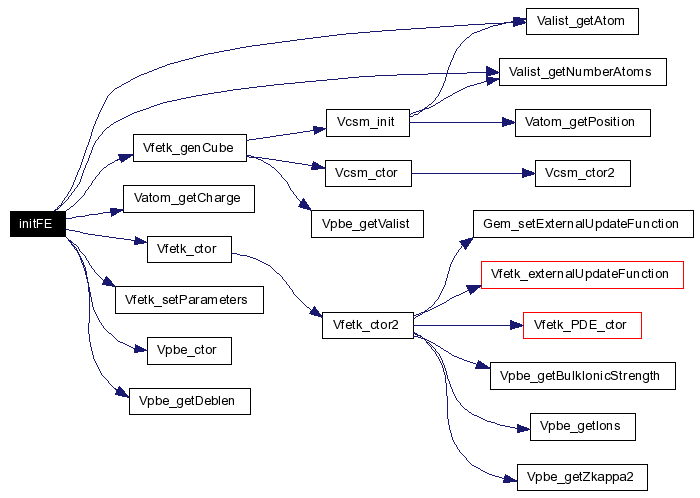 Valist_getAtom
Valist_getNumberAtoms
Vcsm_init
Vatom_getPosition
Vfetk_genCube
Vcsm_ctor
Vcsm_ctor2
Vatom_getCharge
Vpbe_getValist
initFE
Gem_setExternalUpdateFunction
Vfetk_ctor
Vfetk_externalUpdateFunction
Vfetk_setParameters
Vfetk_ctor2
Vfetk_PDE_ctor
Vpbe_ctor
Vpbe_getBulkIonicStrength
Vpbe_getDeblen
Vpbe_getIons
Vpbe_getZkappa2